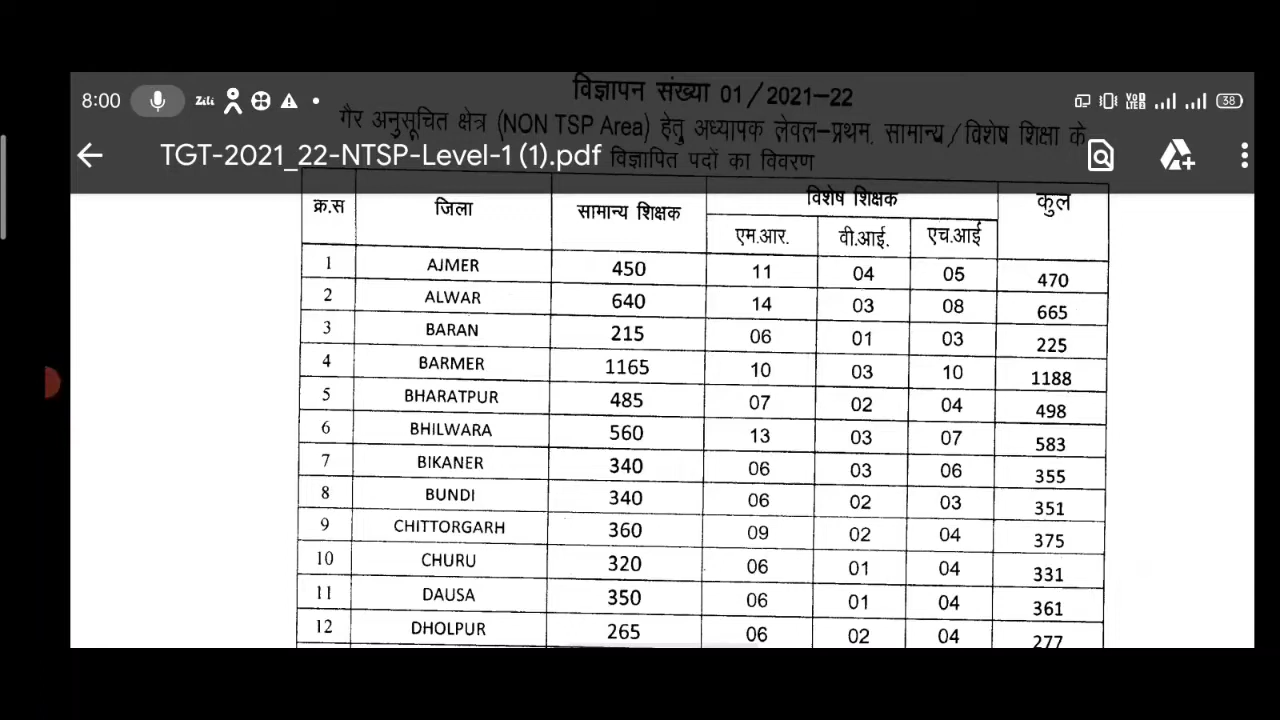 विज्ञापन संख्या 01/2021-22
8:00 Zili VoD LTE 38
गैर अनुसूचित क्षेत्र (NON TSP Area) हेतु अध्यापक लेवल-प्रथम, सामान्य/विशेष शिक्षा के
TGT-2021_22-NTSP-Level-1 (1).pdf विज्ञापित पदों का विवरण
क्र.स जिला सामान्य शिक्षक विशेष शिक्षक कुल
एम.आर. वी.आई. एच.आई
1 AJMER 450 11 04 05 470
2 ALWAR 640 14 03 08 665
3 BARAN 215 06 01 03 225
4 BARMER 1165 10 03 10 1188
5 BHARATPUR 485 07 02 04 498
6 BHILWARA 560 13 03 07 583
7 BIKANER 340 06 03 06 355
8 BUNDI 340 06 02 03 351
9 CHITTORGARH 360 09 02 04 375
10 CHURU 320 06 01 04 331
11 DAUSA 350 06 01 04 361
12 DHOLPUR 265 06 02 04 277